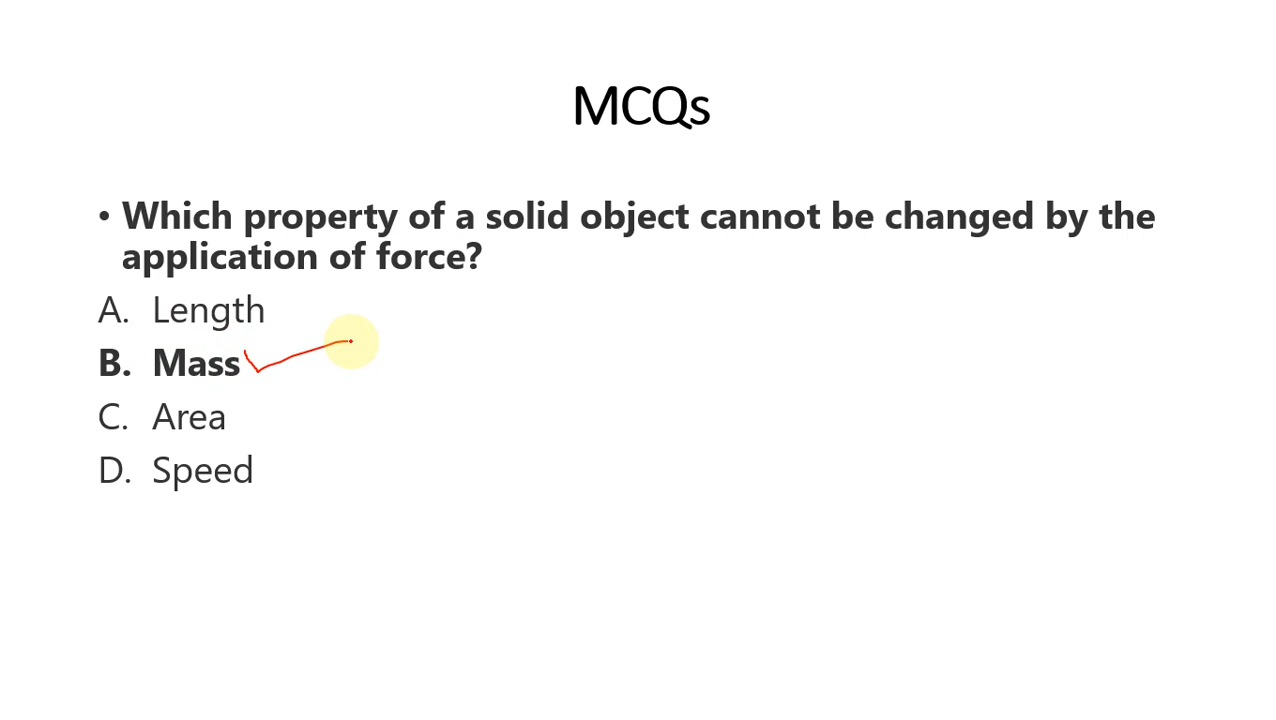 MCQs
• Which property of a solid object cannot be changed by the
application of force?
A. Length
B. Mass
C. Area
D. Speed